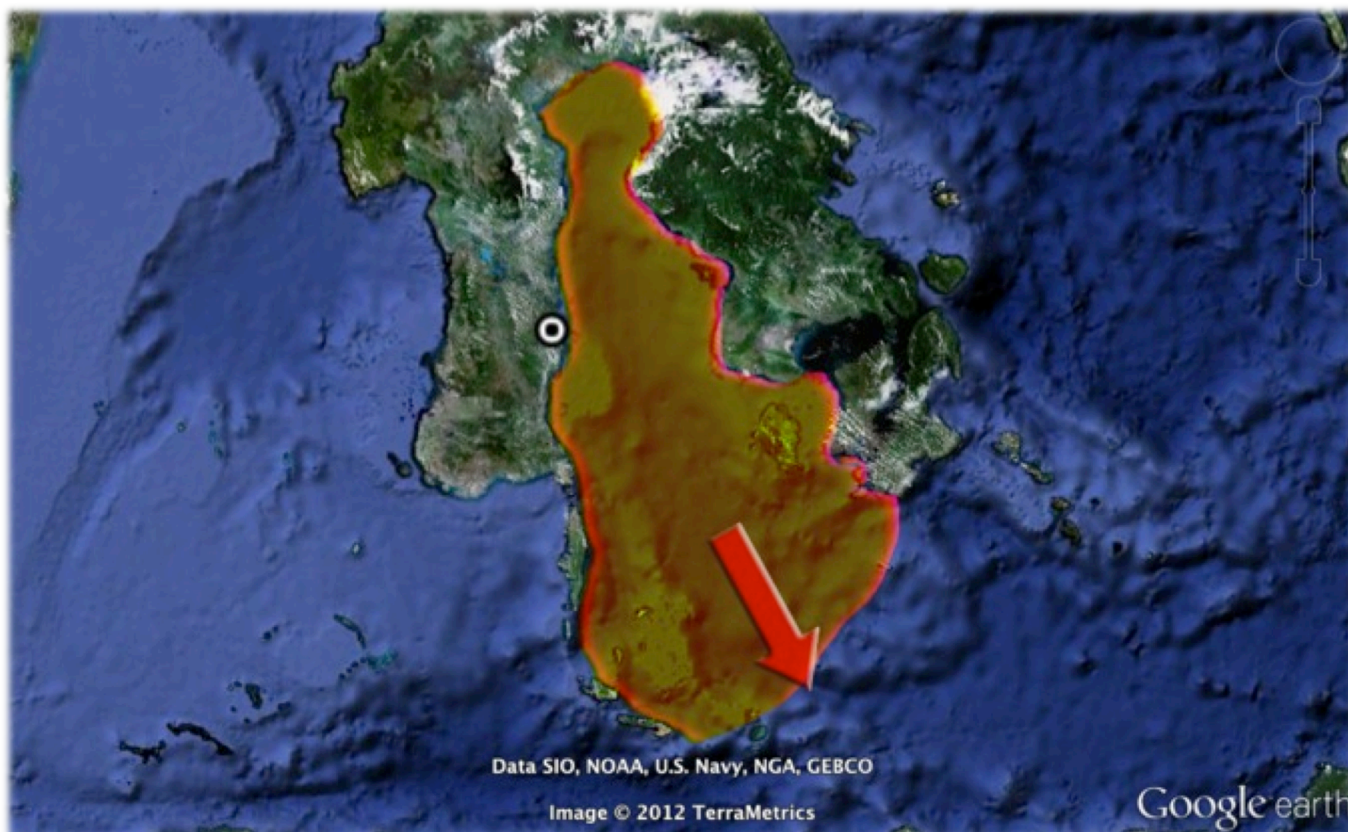 Data SIO, NOAA, U.S. Navy, NGA, GEBCO
Image © 2012 TerraMetrics
Google earth